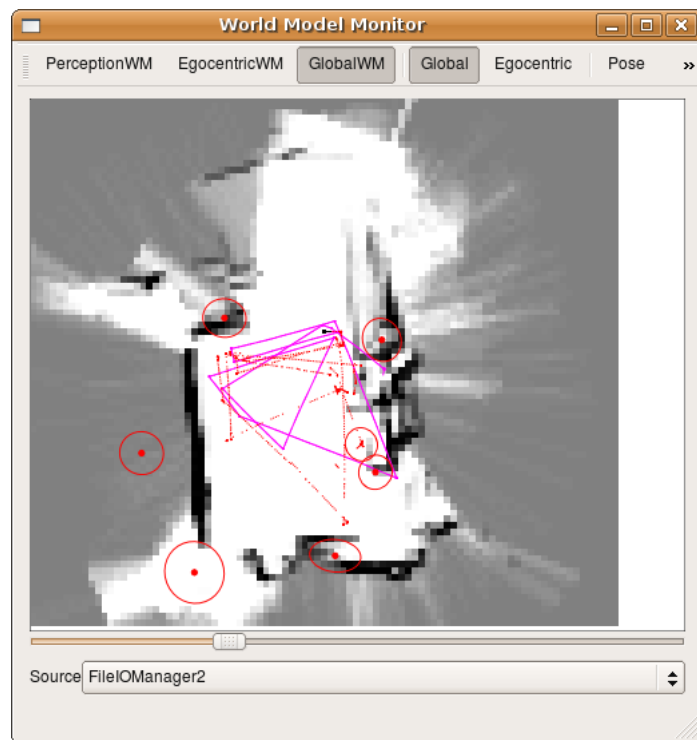 World Model Monitor
PerceptionWM EgocentricWM GlobalWM Global Egocentric Pose »
Source FileIOManager2